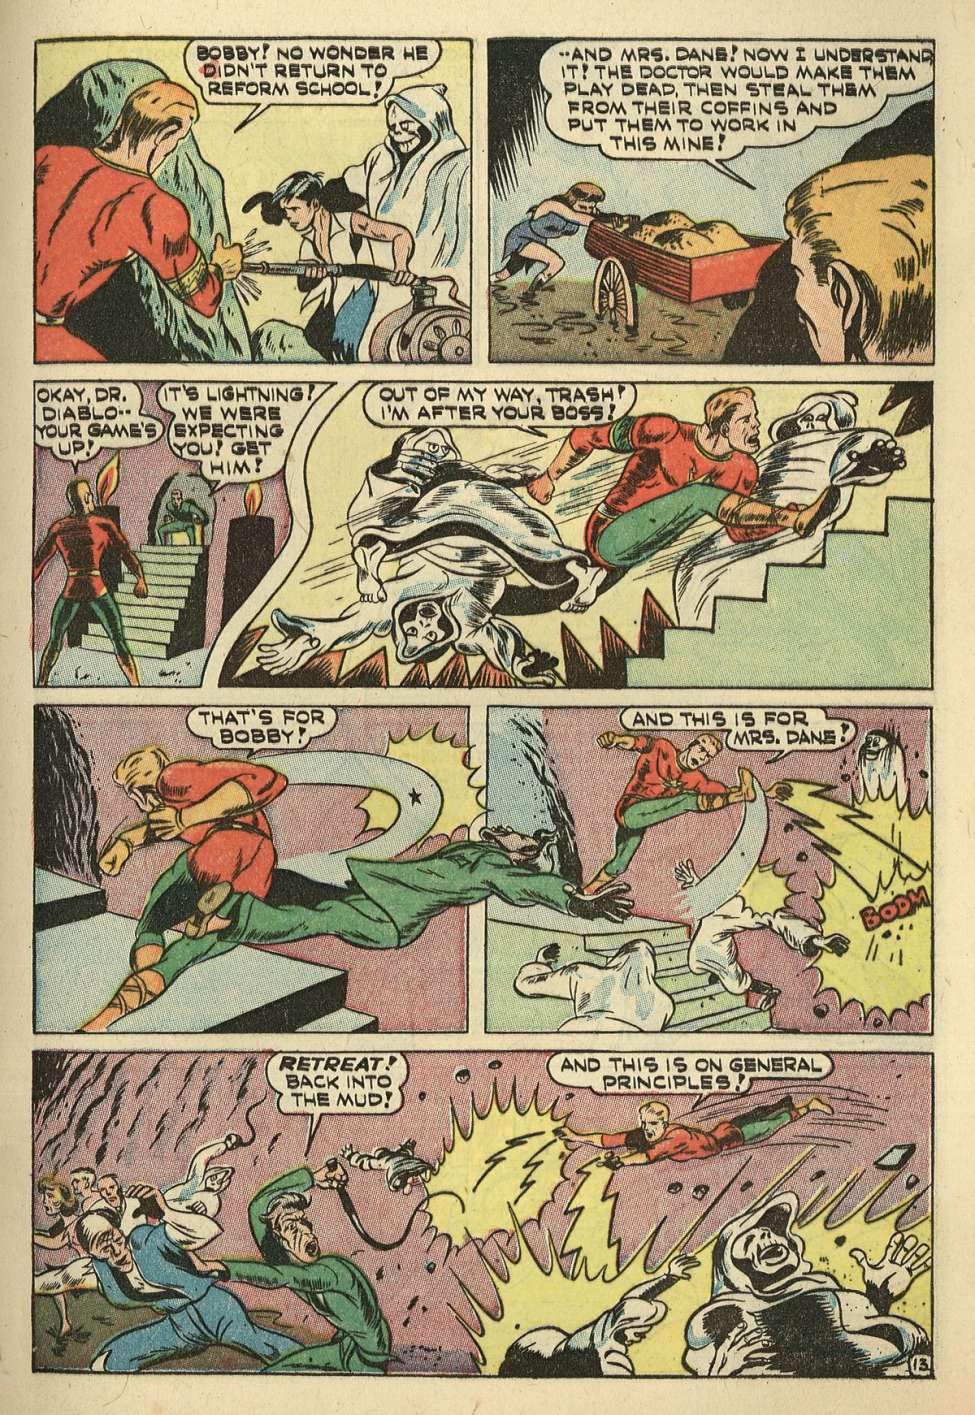 BOBBY! NO WONDER HE
DIDN'T RETURN TO
REFORM SCHOOL!
--AND MRS. DANE! NOW I UNDERSTAND
IT! THE DOCTOR WOULD MAKE THEM
PLAY DEAD, THEN STEAL THEM
FROM THEIR COFFINS AND
PUT THEM TO WORK IN
THIS MINE!
OKAY, DR.
DIABLO--
YOUR GAME'S
UP!
IT'S LIGHTNING!
WE WERE
EXPECTING
YOU! GET
HIM!
OUT OF MY WAY, TRASH!
I'M AFTER YOUR BOSS!
THAT'S FOR
BOBBY!
AND THIS IS FOR
MRS. DANE!
BOOM
RETREAT!
BACK INTO
THE MUD!
AND THIS IS ON GENERAL
PRINCIPLES!
13